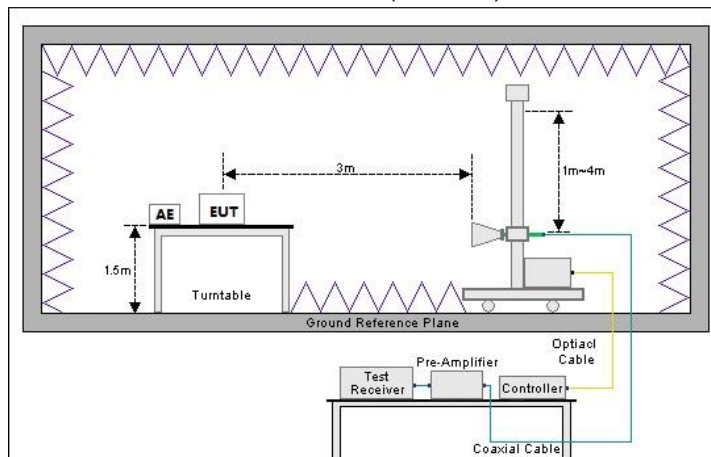 3m
1m~4m
AE
EUT
1.5m
Turntable
Ground Reference Plane
Optiacl
Cable
Pre-Amplifier
Test
Receiver
Controller
Coaxial Cable